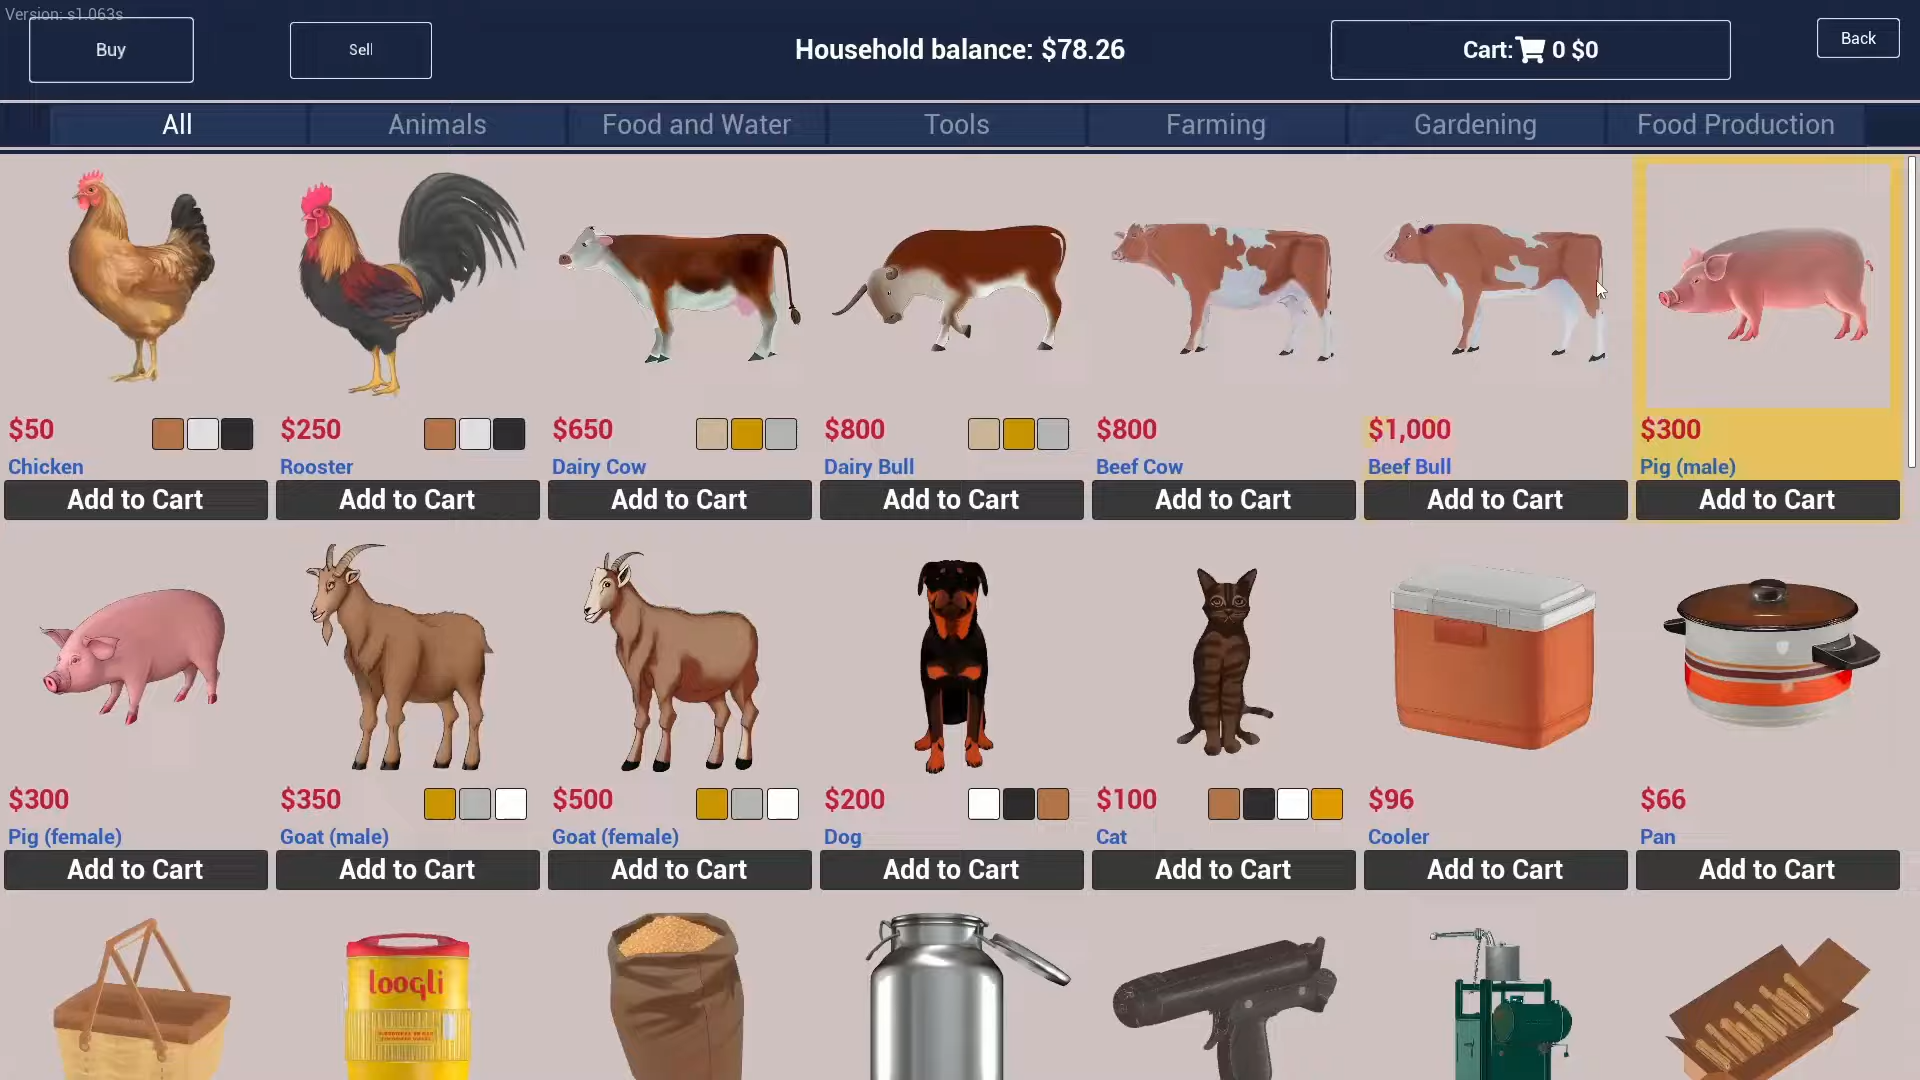 Version: s1.063s
Buy
Sell
Household balance: $78.26
Cart: 0 $0
Back
All
Animals
Food and Water
Tools
Farming
Gardening
Food Production
$50
Chicken
Add to Cart
$250
Rooster
Add to Cart
$650
Dairy Cow
Add to Cart
$800
Dairy Bull
Add to Cart
$800
Beef Cow
Add to Cart
$1,000
Beef Bull
Add to Cart
$300
Pig (male)
Add to Cart
$300
Pig (female)
Add to Cart
$350
Goat (male)
Add to Cart
$500
Goat (female)
Add to Cart
$200
Dog
Add to Cart
$100
Cat
Add to Cart
$96
Cooler
Add to Cart
$66
Pan
Add to Cart
loogli